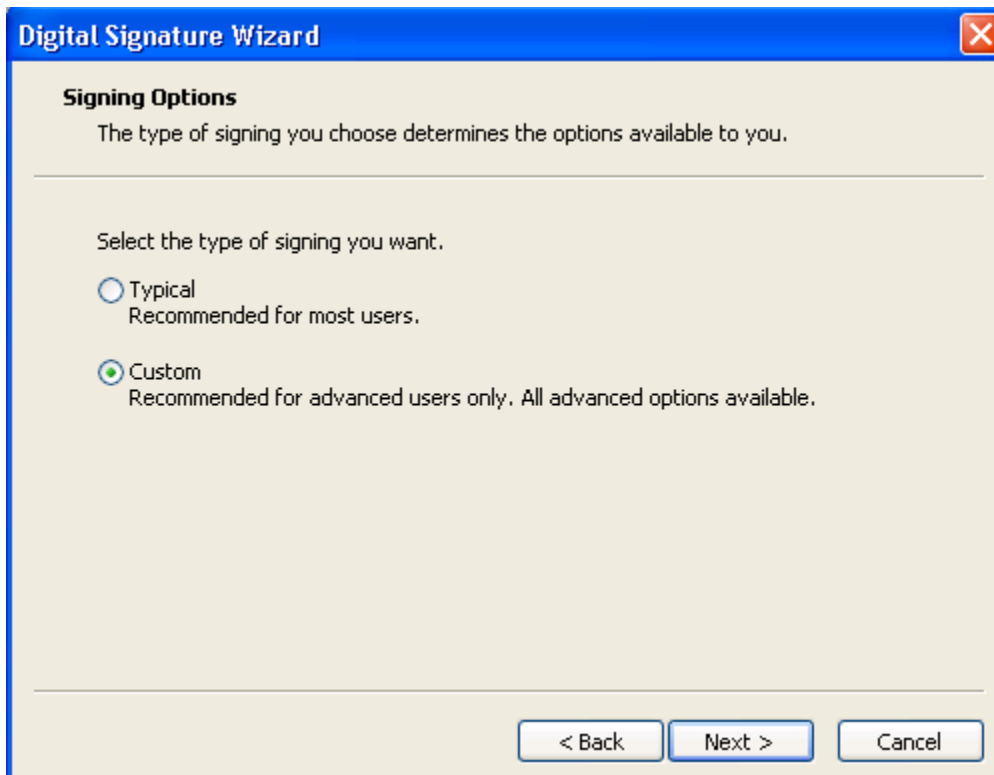 Digital Signature Wizard
Signing Options
The type of signing you choose determines the options available to you.
Select the type of signing you want.
Typical
Recommended for most users.
Custom
Recommended for advanced users only. All advanced options available.
< Back Next > Cancel